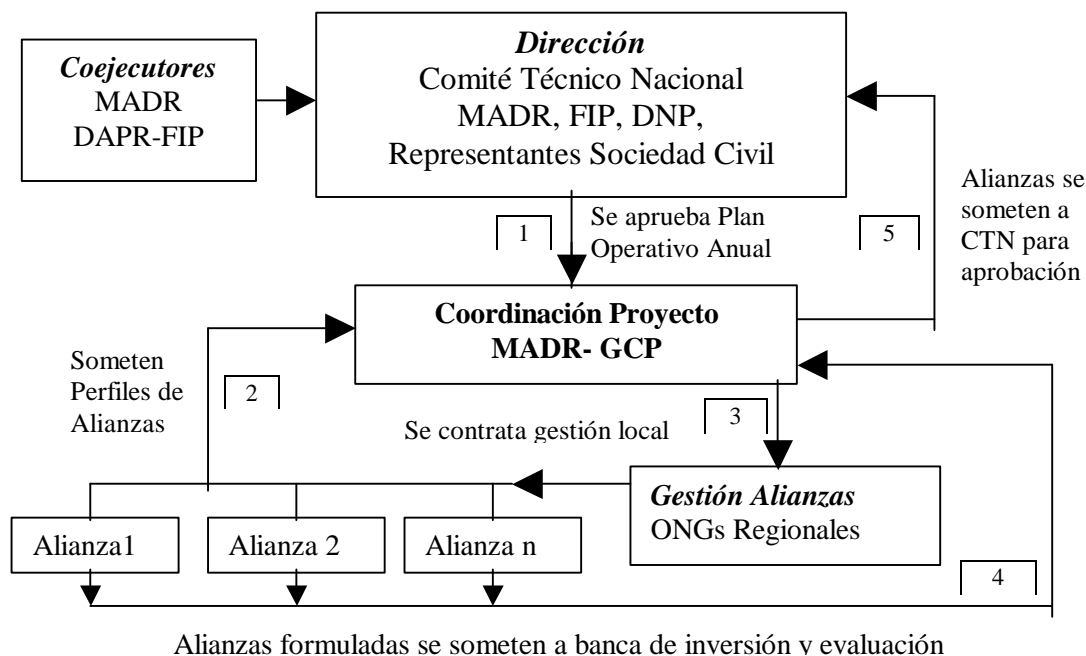 Coejecutores
MADR
DAPR-FIP
Dirección
Comité Técnico Nacional
MADR, FIP, DNP,
Representantes Sociedad Civil
1
Se aprueba Plan
Operativo Anual
5
Alianzas se
someten a
CTN para
aprobación
Coordinación Proyecto
MADR- GCP
Someten
Perfiles de
Alianzas
2
Se contrata gestión local
3
Gestión Alianzas
ONGs Regionales
Alianza1
Alianza 2
Alianza n
4
Alianzas formuladas se someten a banca de inversión y evaluación